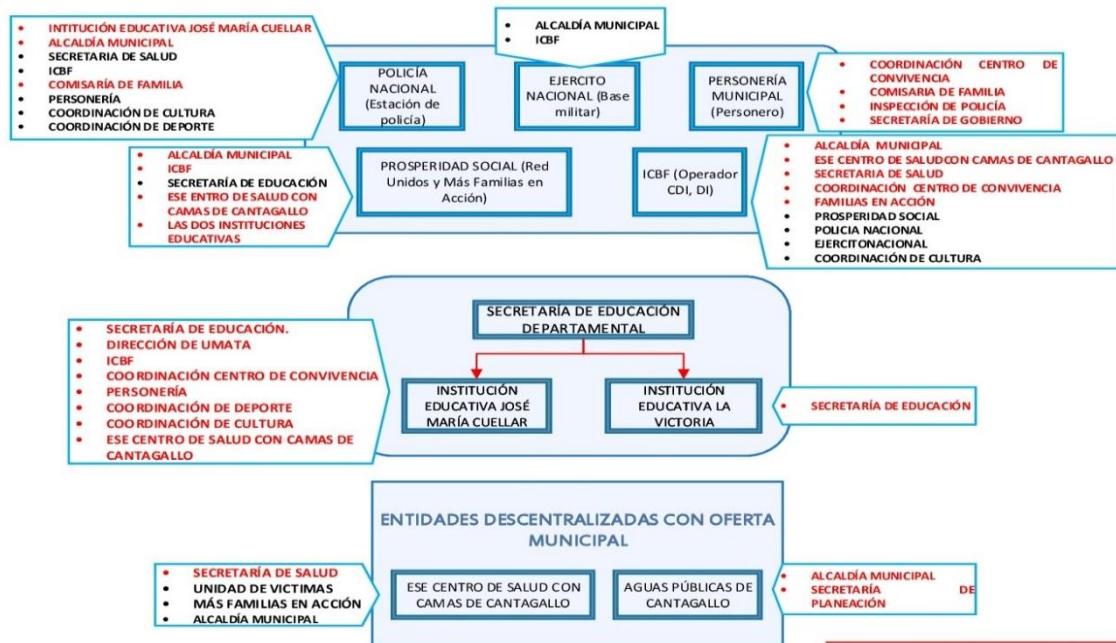 INTITUCIÓN EDUCATIVA JOSÉ MARÍA CUELLAR
ALCALDÍA MUNICIPAL
SECRETARIA DE SALUD
ICBF
COMISARÍA DE FAMILIA
PERSONERÍA
COORDINACIÓN DE CULTURA
COORDINACIÓN DE DEPORTE
ALCALDÍA MUNICIPAL
ICBF
POLICÍA
NACIONAL
(Estación de
policía)
EJERCITO
NACIONAL (Base
militar)
PERSONERÍA
MUNICIPAL
(Personero)
COORDINACIÓN CENTRO DE
CONVIVENCIA
COMISARIA DE FAMILIA
INSPECCIÓN DE POLICÍA
SECRETARÍA DE GOBIERNO
ALCALDÍA MUNICIPAL
ICBF
SECRETARÍA DE EDUCACIÓN
ESE ENTRO DE SALUD CON
CAMAS DE CANTAGALLO
LAS DOS INSTITUCIONES
EDUCATIVAS
PROSPERIDAD SOCIAL (Red
Unidos y Más Familias en
Acción)
ICBF (Operador
CDI, DI)
ALCALDÍA MUNICIPAL
ESE CENTRO DE SALUDCON CAMAS DE CANTAGALLO
SECRETARIA DE SALUD
COORDINACIÓN CENTRO DE CONVIVENCIA
FAMILIAS EN ACCIÓN
PROSPERIDAD SOCIAL
POLICIA NACIONAL
EJERCITONACIONAL
COORDINACIÓN DE CULTURA
SECRETARÍA DE EDUCACIÓN
DEPARTAMENTAL
SECRETARÍA DE EDUCACIÓN.
DIRECCIÓN DE UMATA
ICBF
COORDINACIÓN CENTRO DE CONVIVENCIA
PERSONERÍA
COORDINACIÓN DE DEPORTE
COORDINACIÓN DE CULTURA
ESE CENTRO DE SALUD CON CAMAS DE
CANTAGALLO
INSTITUCIÓN
EDUCATIVA JOSÉ
MARÍA CUELLAR
INSTITUCIÓN
EDUCATIVA LA
VICTORIA
SECRETARÍA DE EDUCACIÓN
ENTIDADES DESCENTRALIZADAS CON OFERTA
MUNICIPAL
SECRETARÍA DE SALUD
UNIDAD DE VICTIMAS
MÁS FAMILIAS EN ACCIÓN
ALCALDÍA MUNICIPAL
ESE CENTRO DE SALUD CON
CAMAS DE CANTAGALLO
AGUAS PÚBLICAS DE
CANTAGALLO
ALCALDÍA MUNICIPAL
SECRETARÍA DE
PLANEACIÓN